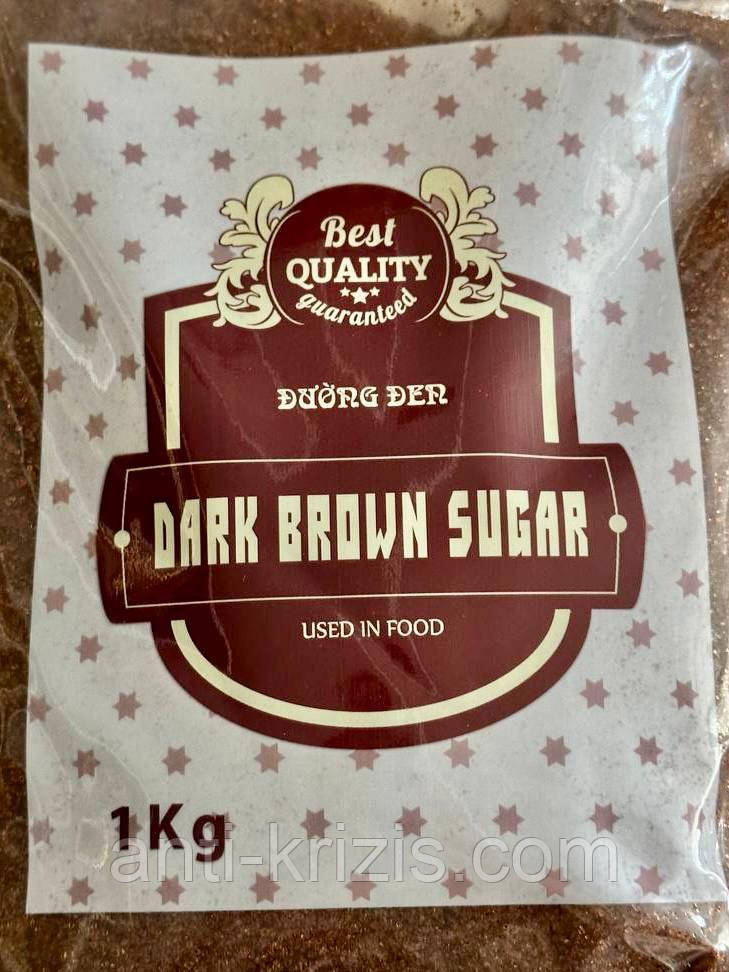 Best
QUALITY
guaranteed
ĐƯỜNG ĐEN
DARK BROWN SUGAR
USED IN FOOD
1Kg
anti-krizis.com